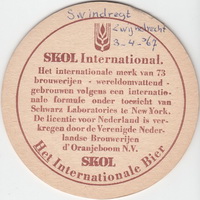 Swindregt
Zwijndrecht
3-4-'67
SKOL International.
Het internationale merk van 73
brouwerijen - wereldomvattend -
gebrouwen volgens een internatio-
nale formule onder toezicht van
Schwarz Laboratories te New York.
De licentie voor Nederland is ver-
kregen door de Verenigde Neder-
landse Brouwerijen
d'Oranjeboom N.V.
SKOL
Het Internationale Bier